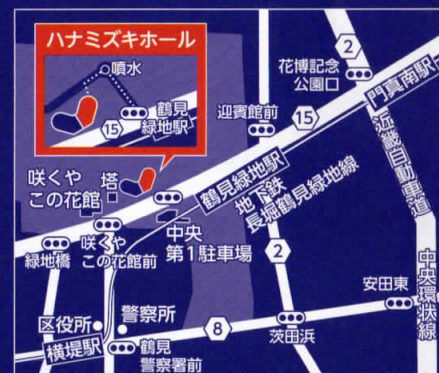 ハナミズキホール
噴水
15
鶴見
緑地駅
2
花博記念
公園口
門真南駅
迎賓館前
15
近畿自動車道
鶴見緑地駅
地下鉄
長堀鶴見緑地線
咲くや
この花館
塔
中央
第1駐車場
咲くや
この花館前
緑地橋
2
中央環状線
安田東
区役所
警察所
8
茨田浜
横堤駅
鶴見
警察署前